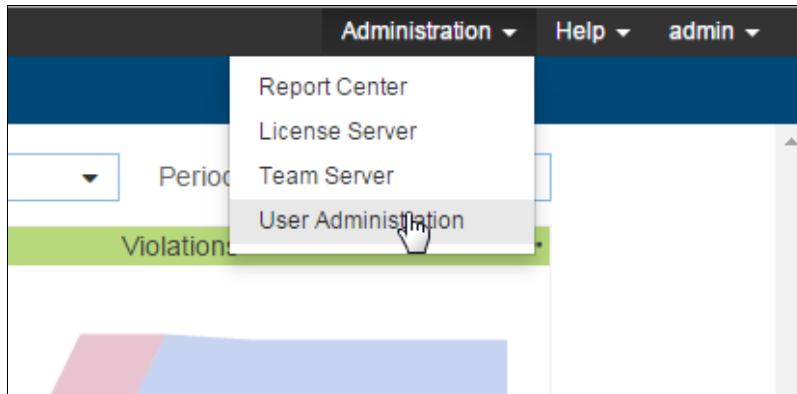 Administration Help admin
Report Center
License Server
Period
Team Server
User Administration
Violations